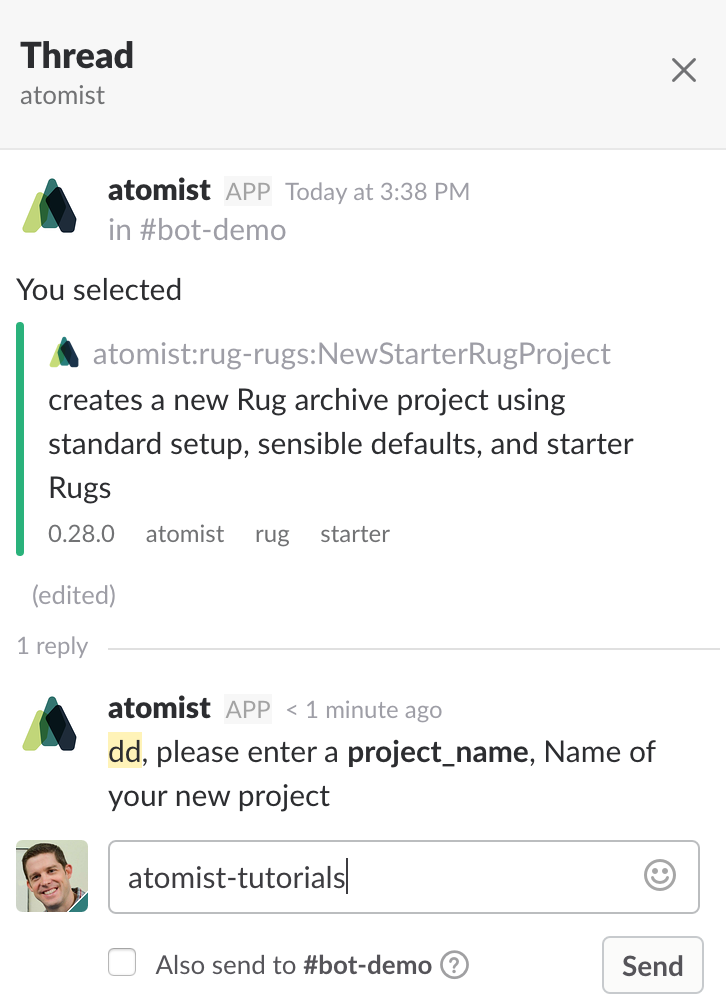 Thread
atomist
atomist APP Today at 3:38 PM
in #bot-demo
You selected
atomist:rug-rugs:NewStarterRugProject
creates a new Rug archive project using
standard setup, sensible defaults, and starter
Rugs
0.28.0 atomist rug starter
(edited)
1 reply
atomist APP < 1 minute ago
dd, please enter a project_name, Name of
your new project
atomist-tutorials
Also send to #bot-demo ?
Send